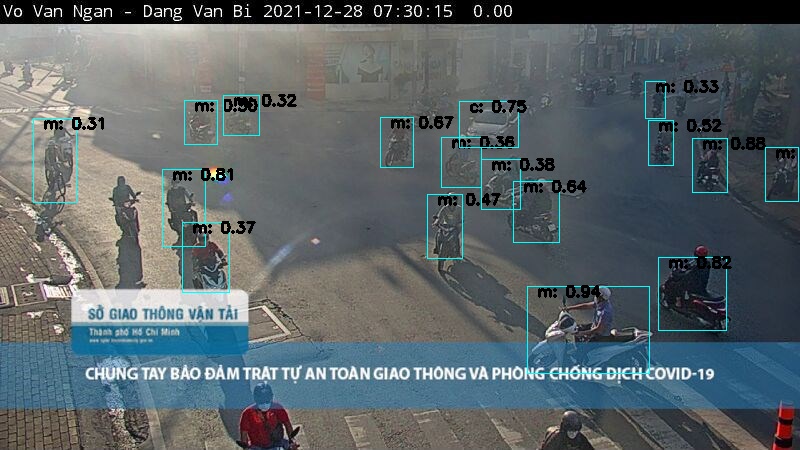 Vo Van Ngan - Dang Van Bi 2021-12-28 07:30:15 0.00
m: 0.33
m: 0.32
c: 0.75
m: 0.31
m: 0.67
m: 0.52
m: 0.36
m: 0.88
m:
m: 0.38
m: 0.81
m: 0.64
m: 0.47
m: 0.37
m: 0.82
m: 0.94
SỞ GIAO THÔNG VẬN TẢI
Thành phố Hồ Chí Minh
CHUNG TAY BẢO ĐẢM TRẬT TỰ AN TOÀN GIAO THÔNG VÀ PHÒNG CHỐNG DỊCH COVID-19